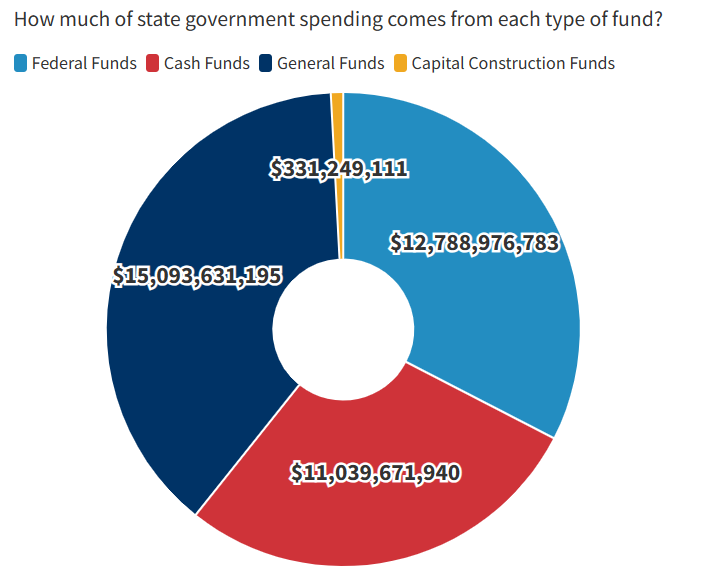 How much of state government spending comes from each type of fund?
Federal Funds Cash Funds General Funds Capital Construction Funds
$331,249,111
$12,788,976,783
$15,093,631,195
$11,039,671,940